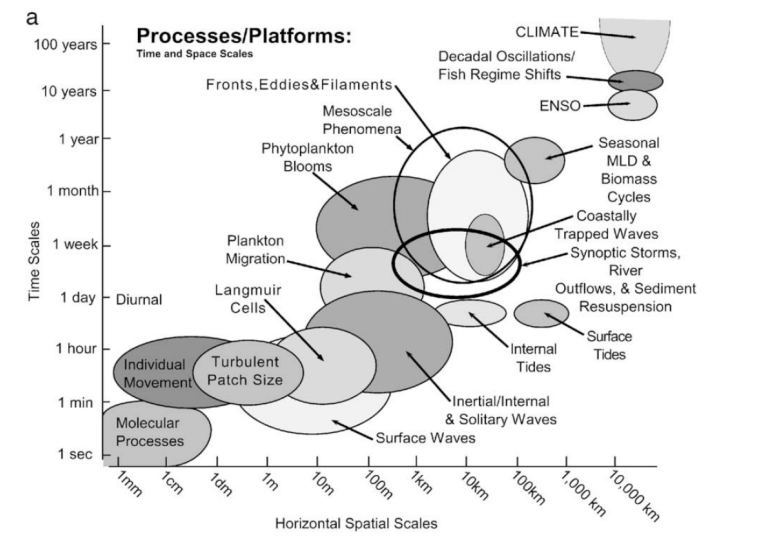 a
Processes/Platforms:
Time and Space Scales
CLIMATE
Decadal Oscillations/
Fish Regime Shifts
ENSO
Fronts,Eddies&Filaments
Mesoscale
Phenomena
Phytoplankton
Blooms
Seasonal
MLD &
Biomass
Cycles
Coastally
Trapped Waves
Synoptic Storms,
River
Outflows, & Sediment
Resuspension
Plankton
Migration
Langmuir
Cells
Diurnal
Individual
Movement
Turbulent
Patch Size
Internal
Tides
Surface
Tides
Inertial/Internal
& Solitary Waves
Surface Waves
Molecular
Processes
Time Scales
100 years
10 years
1 year
1 month
1 week
1 day
1 hour
1 min
1 sec
1mm
1cm
1dm
1m
10m
100m
1km
10km
100km
1,000 km
10,000 km
Horizontal Spatial Scales